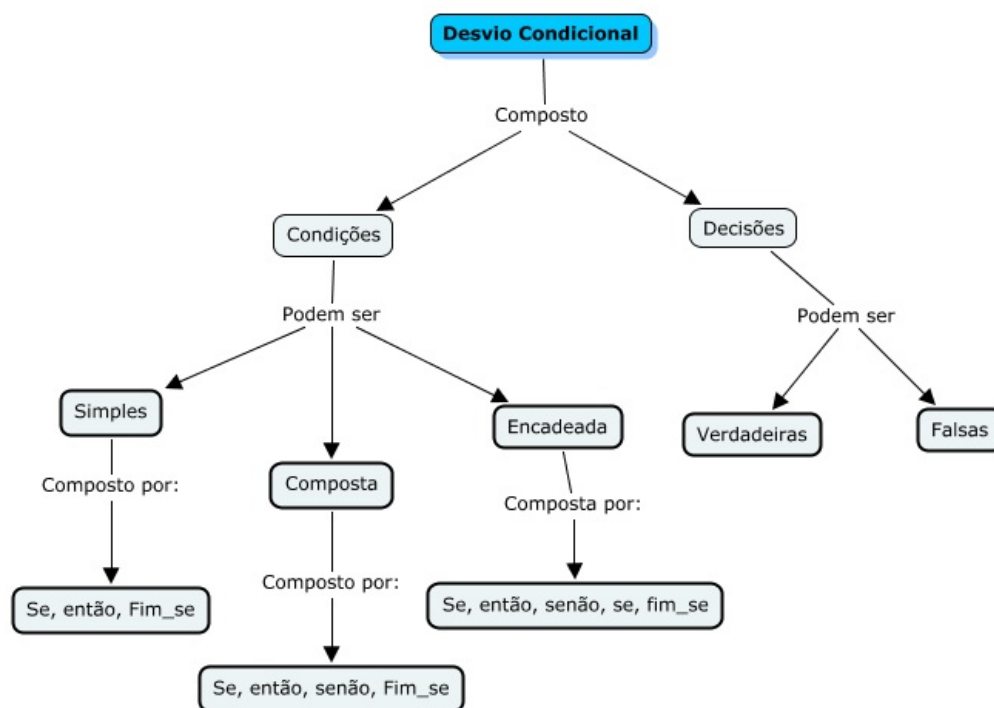 Desvio Condicional
Composto
Condições
Decisões
Podem ser
Podem ser
Simples
Encadeada
Verdadeiras
Falsas
Composto por:
Composta
Composta por:
Composto por:
Se, então, Fim_se
Se, então, senão, se, fim_se
Se, então, senão, Fim_se